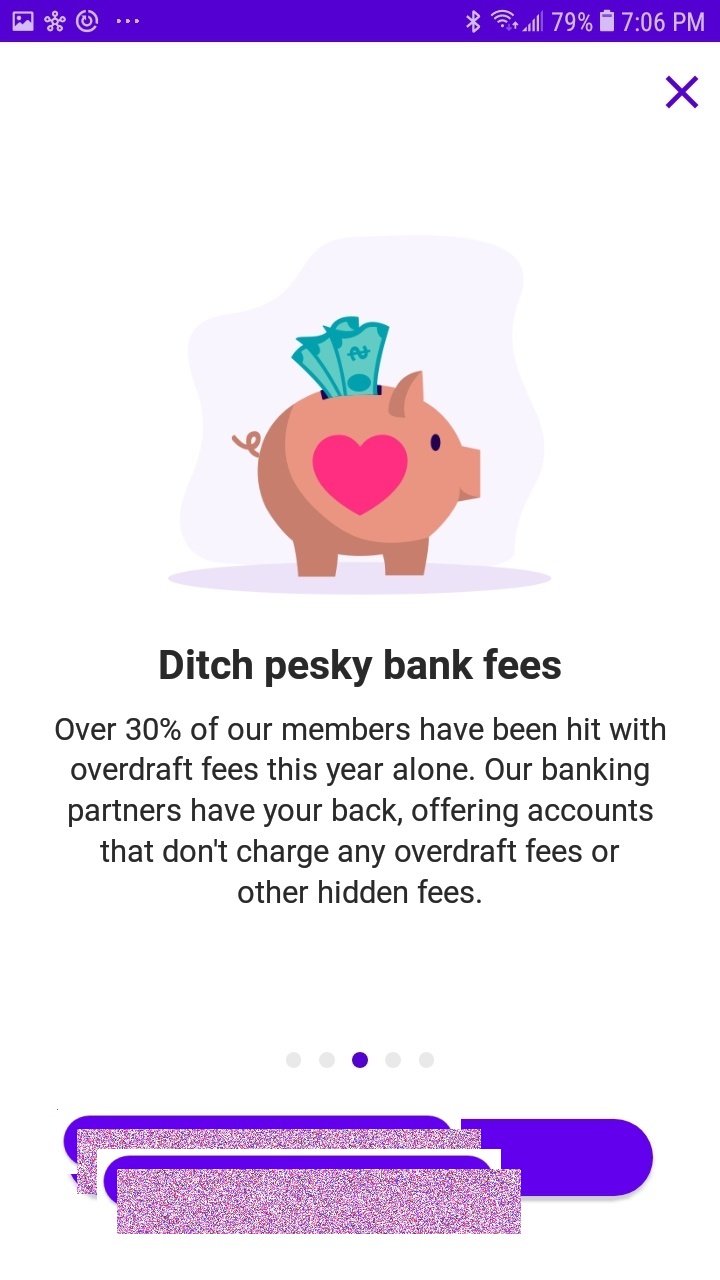 79% 7:06 PM
Ditch pesky bank fees
Over 30% of our members have been hit with
overdraft fees this year alone. Our banking
partners have your back, offering accounts
that don't charge any overdraft fees or
other hidden fees.